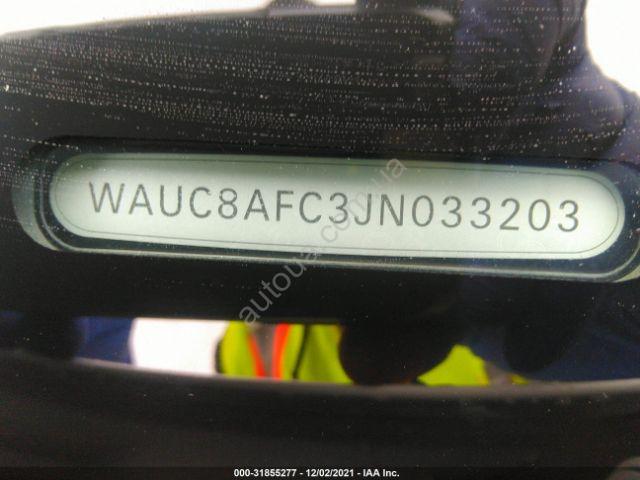 WAUC8AFC3JN033203
autoua.com.ua
000-31855277 - 12/02/2021 - IAA Inc.